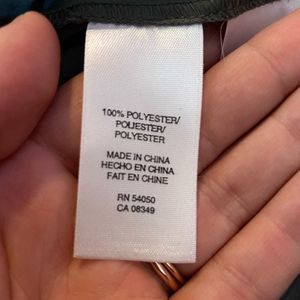 100% POLYESTER/
POLIESTER/
POLYESTER
MADE IN CHINA
HECHO EN CHINA
FAIT EN CHINE
RN 54050
CA 08349